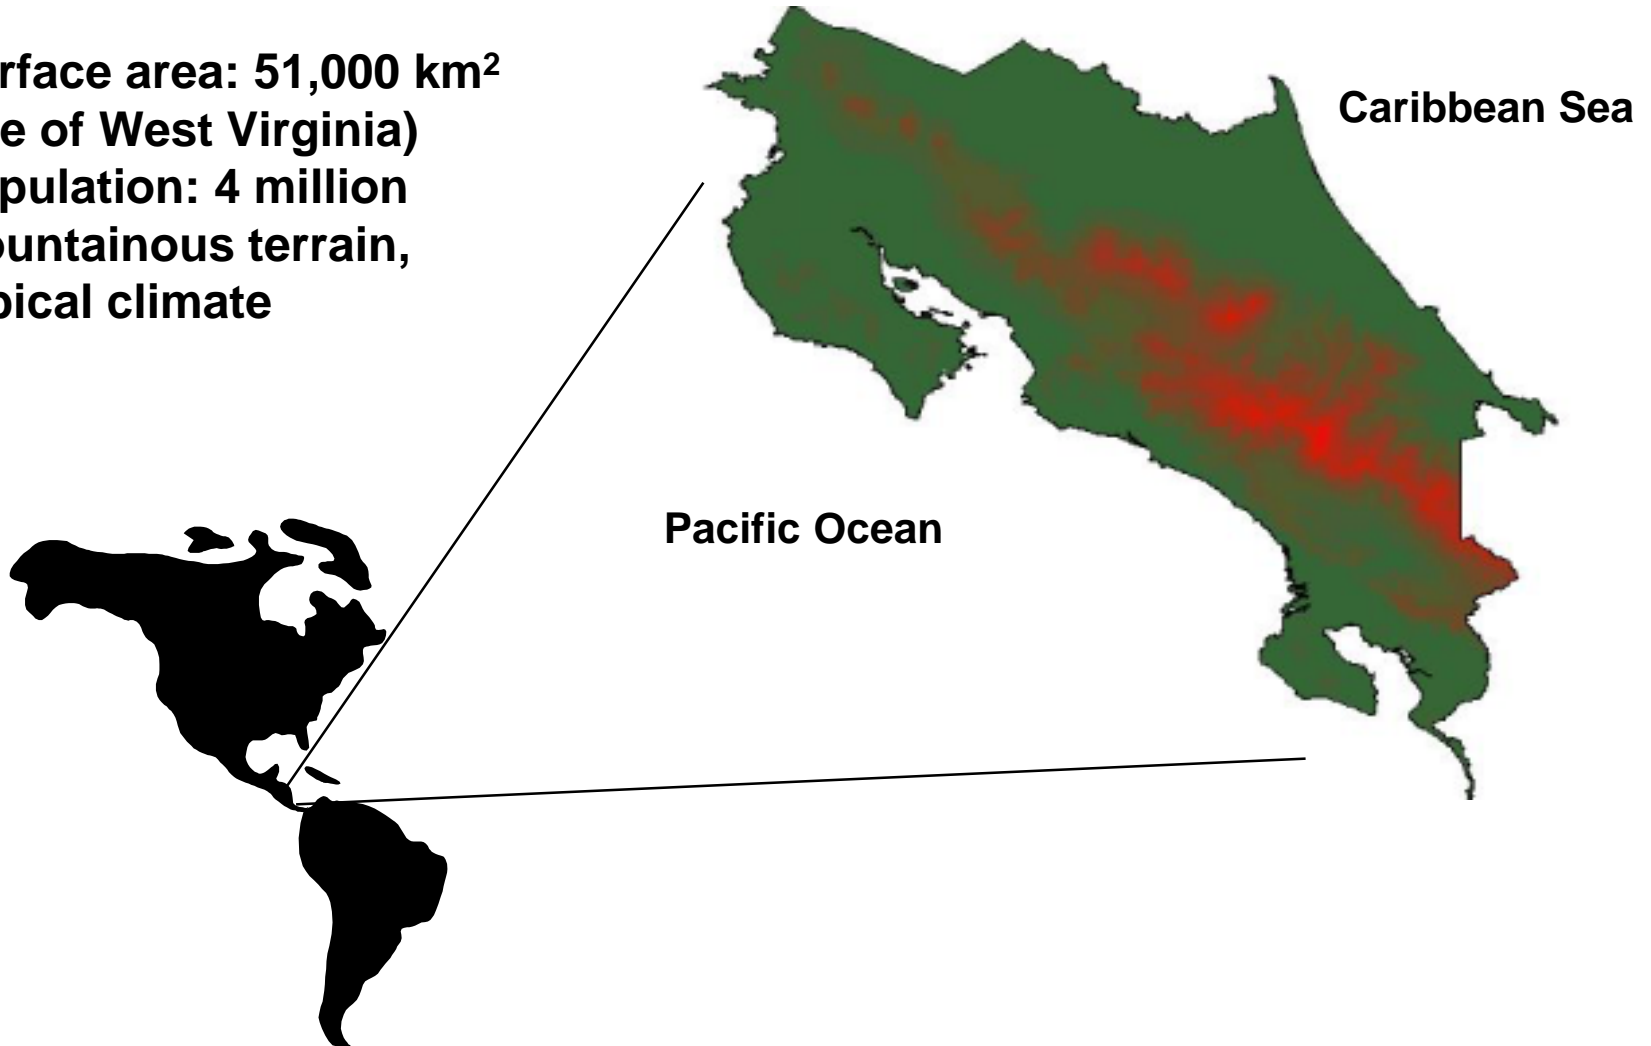 rface area: 51,000 km²
e of West Virginia)
pulation: 4 million
ountainous terrain,
pical climate
Caribbean Sea
Pacific Ocean